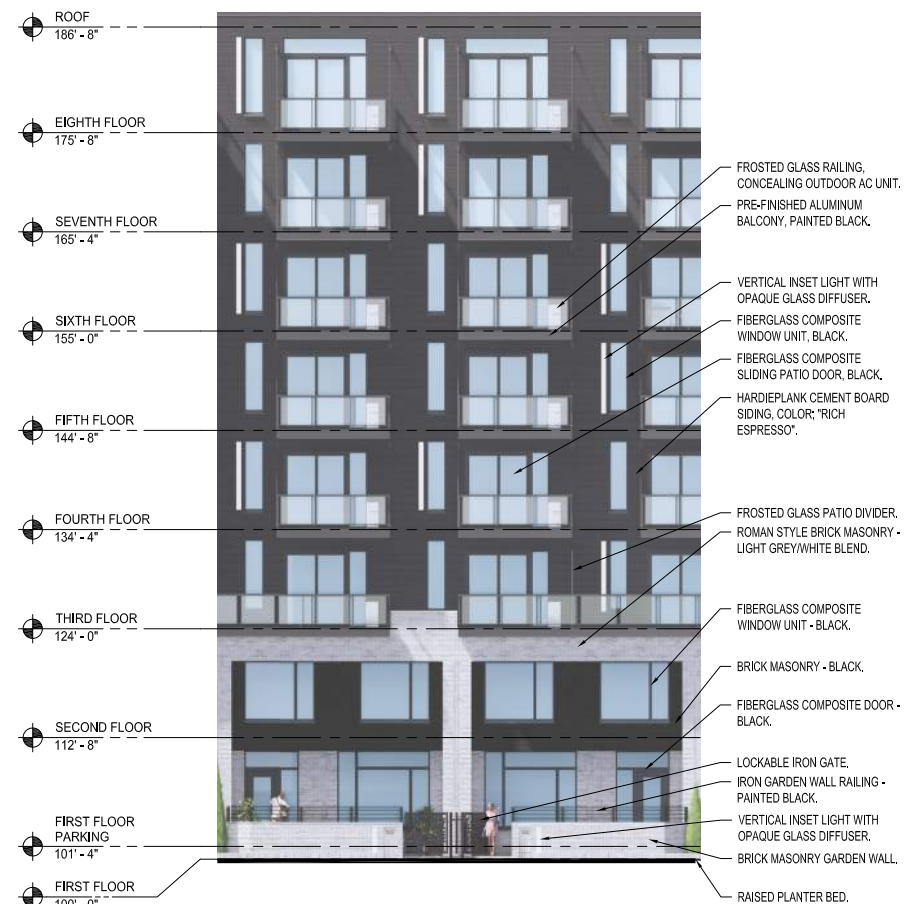 ROOF
186' - 8"
EIGHTH FLOOR
175' - 8"
SEVENTH FLOOR
165' - 4"
SIXTH FLOOR
155' - 0"
FIFTH FLOOR
144' - 8"
FOURTH FLOOR
134' - 4"
THIRD FLOOR
124' - 0"
SECOND FLOOR
112' - 8"
FIRST FLOOR
PARKING
101' - 4"
FIRST FLOOR
100' - 0"
FROSTED GLASS RAILING,
CONCEALING OUTDOOR AC UNIT.
PRE-FINISHED ALUMINUM
BALCONY, PAINTED BLACK.
VERTICAL INSET LIGHT WITH
OPAQUE GLASS DIFFUSER.
FIBERGLASS COMPOSITE
WINDOW UNIT, BLACK.
FIBERGLASS COMPOSITE
SLIDING PATIO DOOR, BLACK.
HARDIEPLANK CEMENT BOARD
SIDING, COLOR; "RICH
ESPRESSO".
FROSTED GLASS PATIO DIVIDER.
ROMAN STYLE BRICK MASONRY -
LIGHT GREY/WHITE BLEND.
FIBERGLASS COMPOSITE
WINDOW UNIT - BLACK.
BRICK MASONRY - BLACK.
FIBERGLASS COMPOSITE DOOR -
BLACK.
LOCKABLE IRON GATE.
IRON GARDEN WALL RAILING -
PAINTED BLACK.
VERTICAL INSET LIGHT WITH
OPAQUE GLASS DIFFUSER.
BRICK MASONRY GARDEN WALL.
RAISED PLANTER BED.